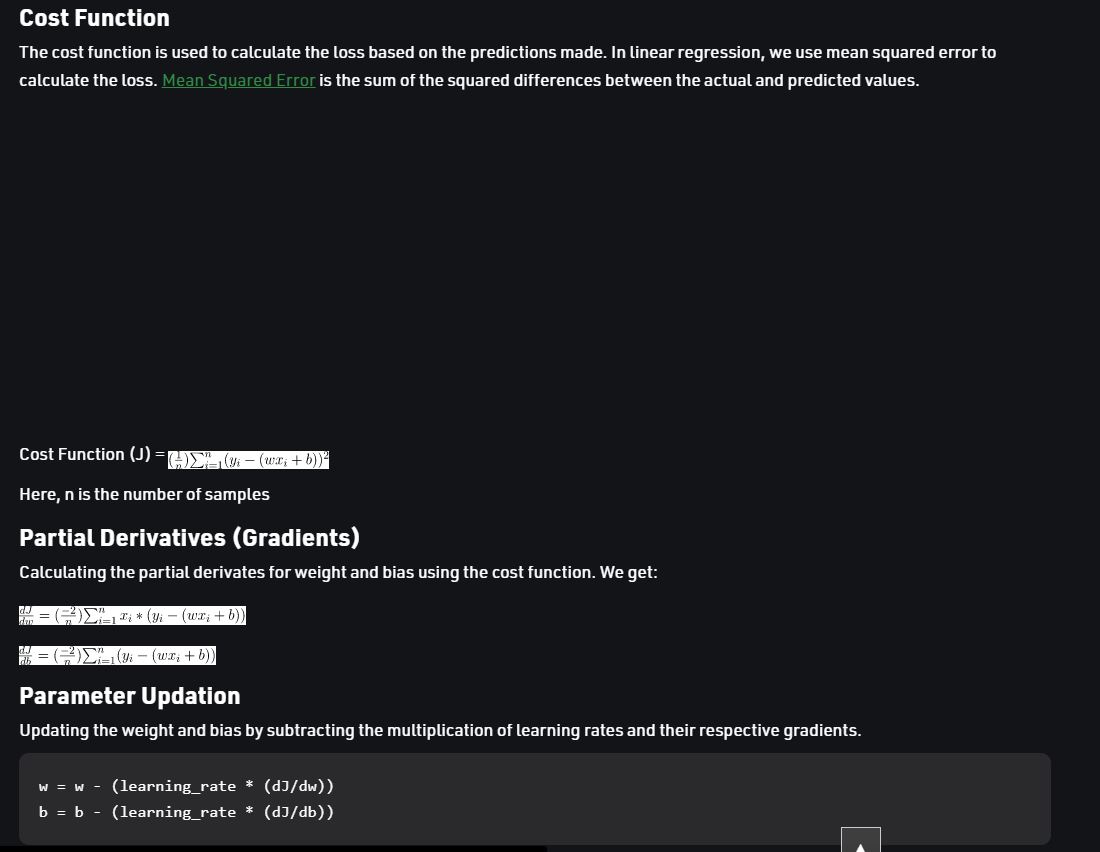 Cost Function
The cost function is used to calculate the loss based on the predictions made. In linear regression, we use mean squared error to
calculate the loss. Mean Squared Error is the sum of the squared differences between the actual and predicted values.
Cost Function (J) = (\frac{1}{n})\sum_{i=1}^{n}(y_i - (wx_i + b))^2
Here, n is the number of samples
Partial Derivatives (Gradients)
Calculating the partial derivates for weight and bias using the cost function. We get:
\frac{dJ}{dw} = (\frac{-2}{n})\sum_{i=1}^{n} x_i * (y_i - (wx_i + b))
\frac{dJ}{db} = (\frac{-2}{n})\sum_{i=1}^{n}(y_i - (wx_i + b))
Parameter Updation
Updating the weight and bias by subtracting the multiplication of learning rates and their respective gradients.
w = w - (learning_rate * (dJ/dw))
b = b - (learning_rate * (dJ/db))